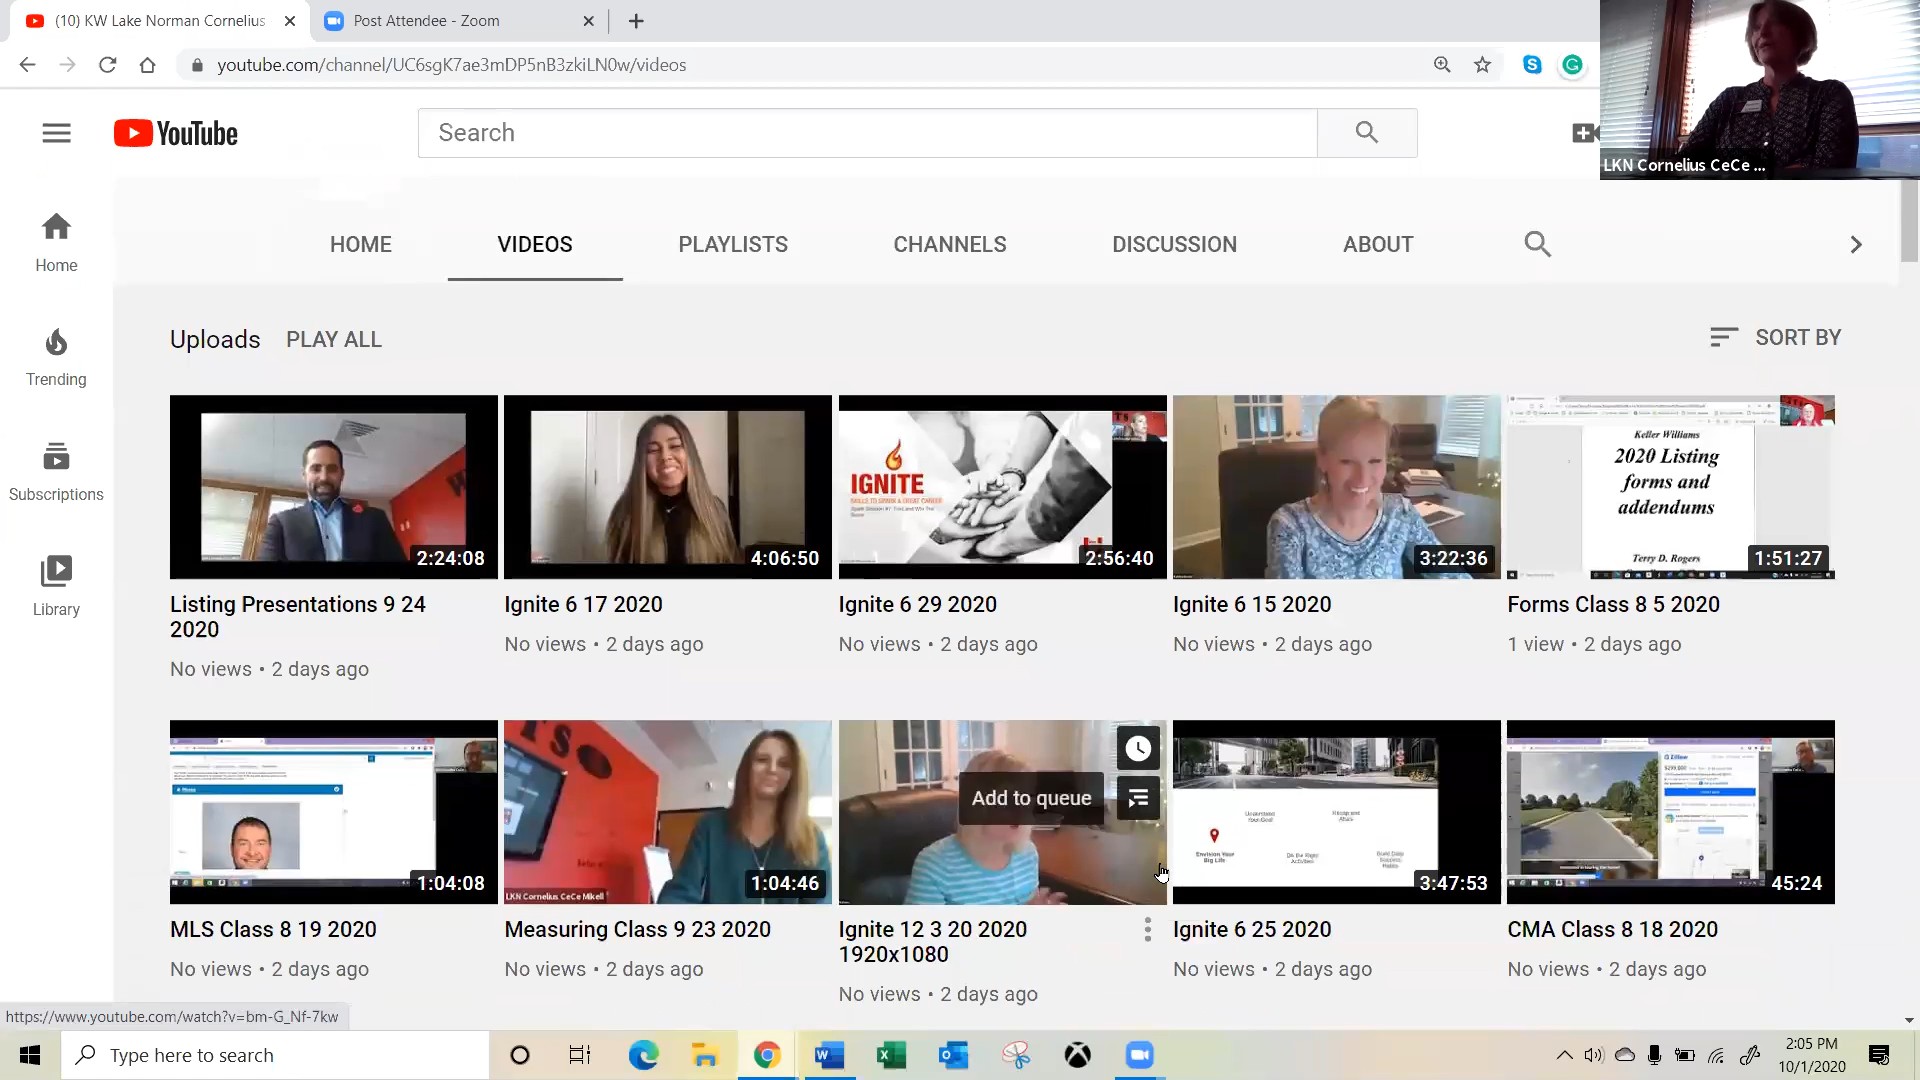 (10) KW Lake Norman Cornelius
Post Attendee - Zoom
youtube.com/channel/UC6sgK7ae3mDP5nB3zkiLN0w/videos
LKN Cornelius CeCe ...
YouTube
Search
HOME
VIDEOS
PLAYLISTS
CHANNELS
DISCUSSION
ABOUT
Home
Trending
Subscriptions
Library
Uploads
PLAY ALL
SORT BY
IGNITE
Keller Williams
2020 Listing
forms and
addendums
Terry D. Rogers
2:24:08
4:06:50
2:56:40
3:22:36
1:51:27
Listing Presentations 9 24
2020
No views • 2 days ago
Ignite 6 17 2020
No views • 2 days ago
Ignite 6 29 2020
No views • 2 days ago
Ignite 6 15 2020
No views • 2 days ago
Forms Class 8 5 2020
1 view • 2 days ago
LKN Cornelius CeCe Mikell
Add to queue
Envision Your
Big Life
Zillow
1:04:08
1:04:46
3:47:53
45:24
MLS Class 8 19 2020
No views • 2 days ago
Measuring Class 9 23 2020
No views • 2 days ago
Ignite 12 3 20 2020
1920x1080
No views • 2 days ago
Ignite 6 25 2020
No views • 2 days ago
CMA Class 8 18 2020
No views • 2 days ago
https://www.youtube.com/watch?v=bm-G_Nf-7kw
Type here to search
2:05 PM
10/1/2020